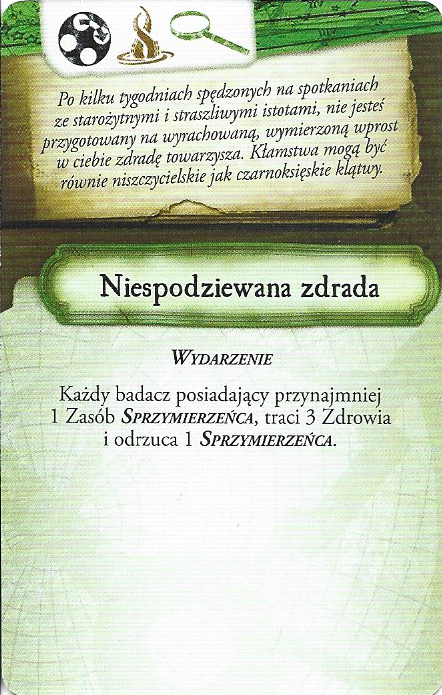 Po kilku tygodniach spędzonych na spotkaniach
ze starożytnymi i straszliwymi istotami, nie jesteś
przygotowany na wyrachowaną, wymierzoną wprost
w ciebie zdradę towarzysza. Kłamstwa mogą być
równie niszczycielskie jak czarnoksięskie klątwy.
Niespodziewana zdrada
WYDARZENIE
Każdy badacz posiadający przynajmniej
1 Zasób SPRZYMIERZEŃCA, traci 3 Zdrowia
i odrzuca 1 SPRZYMIERZEŃCA.